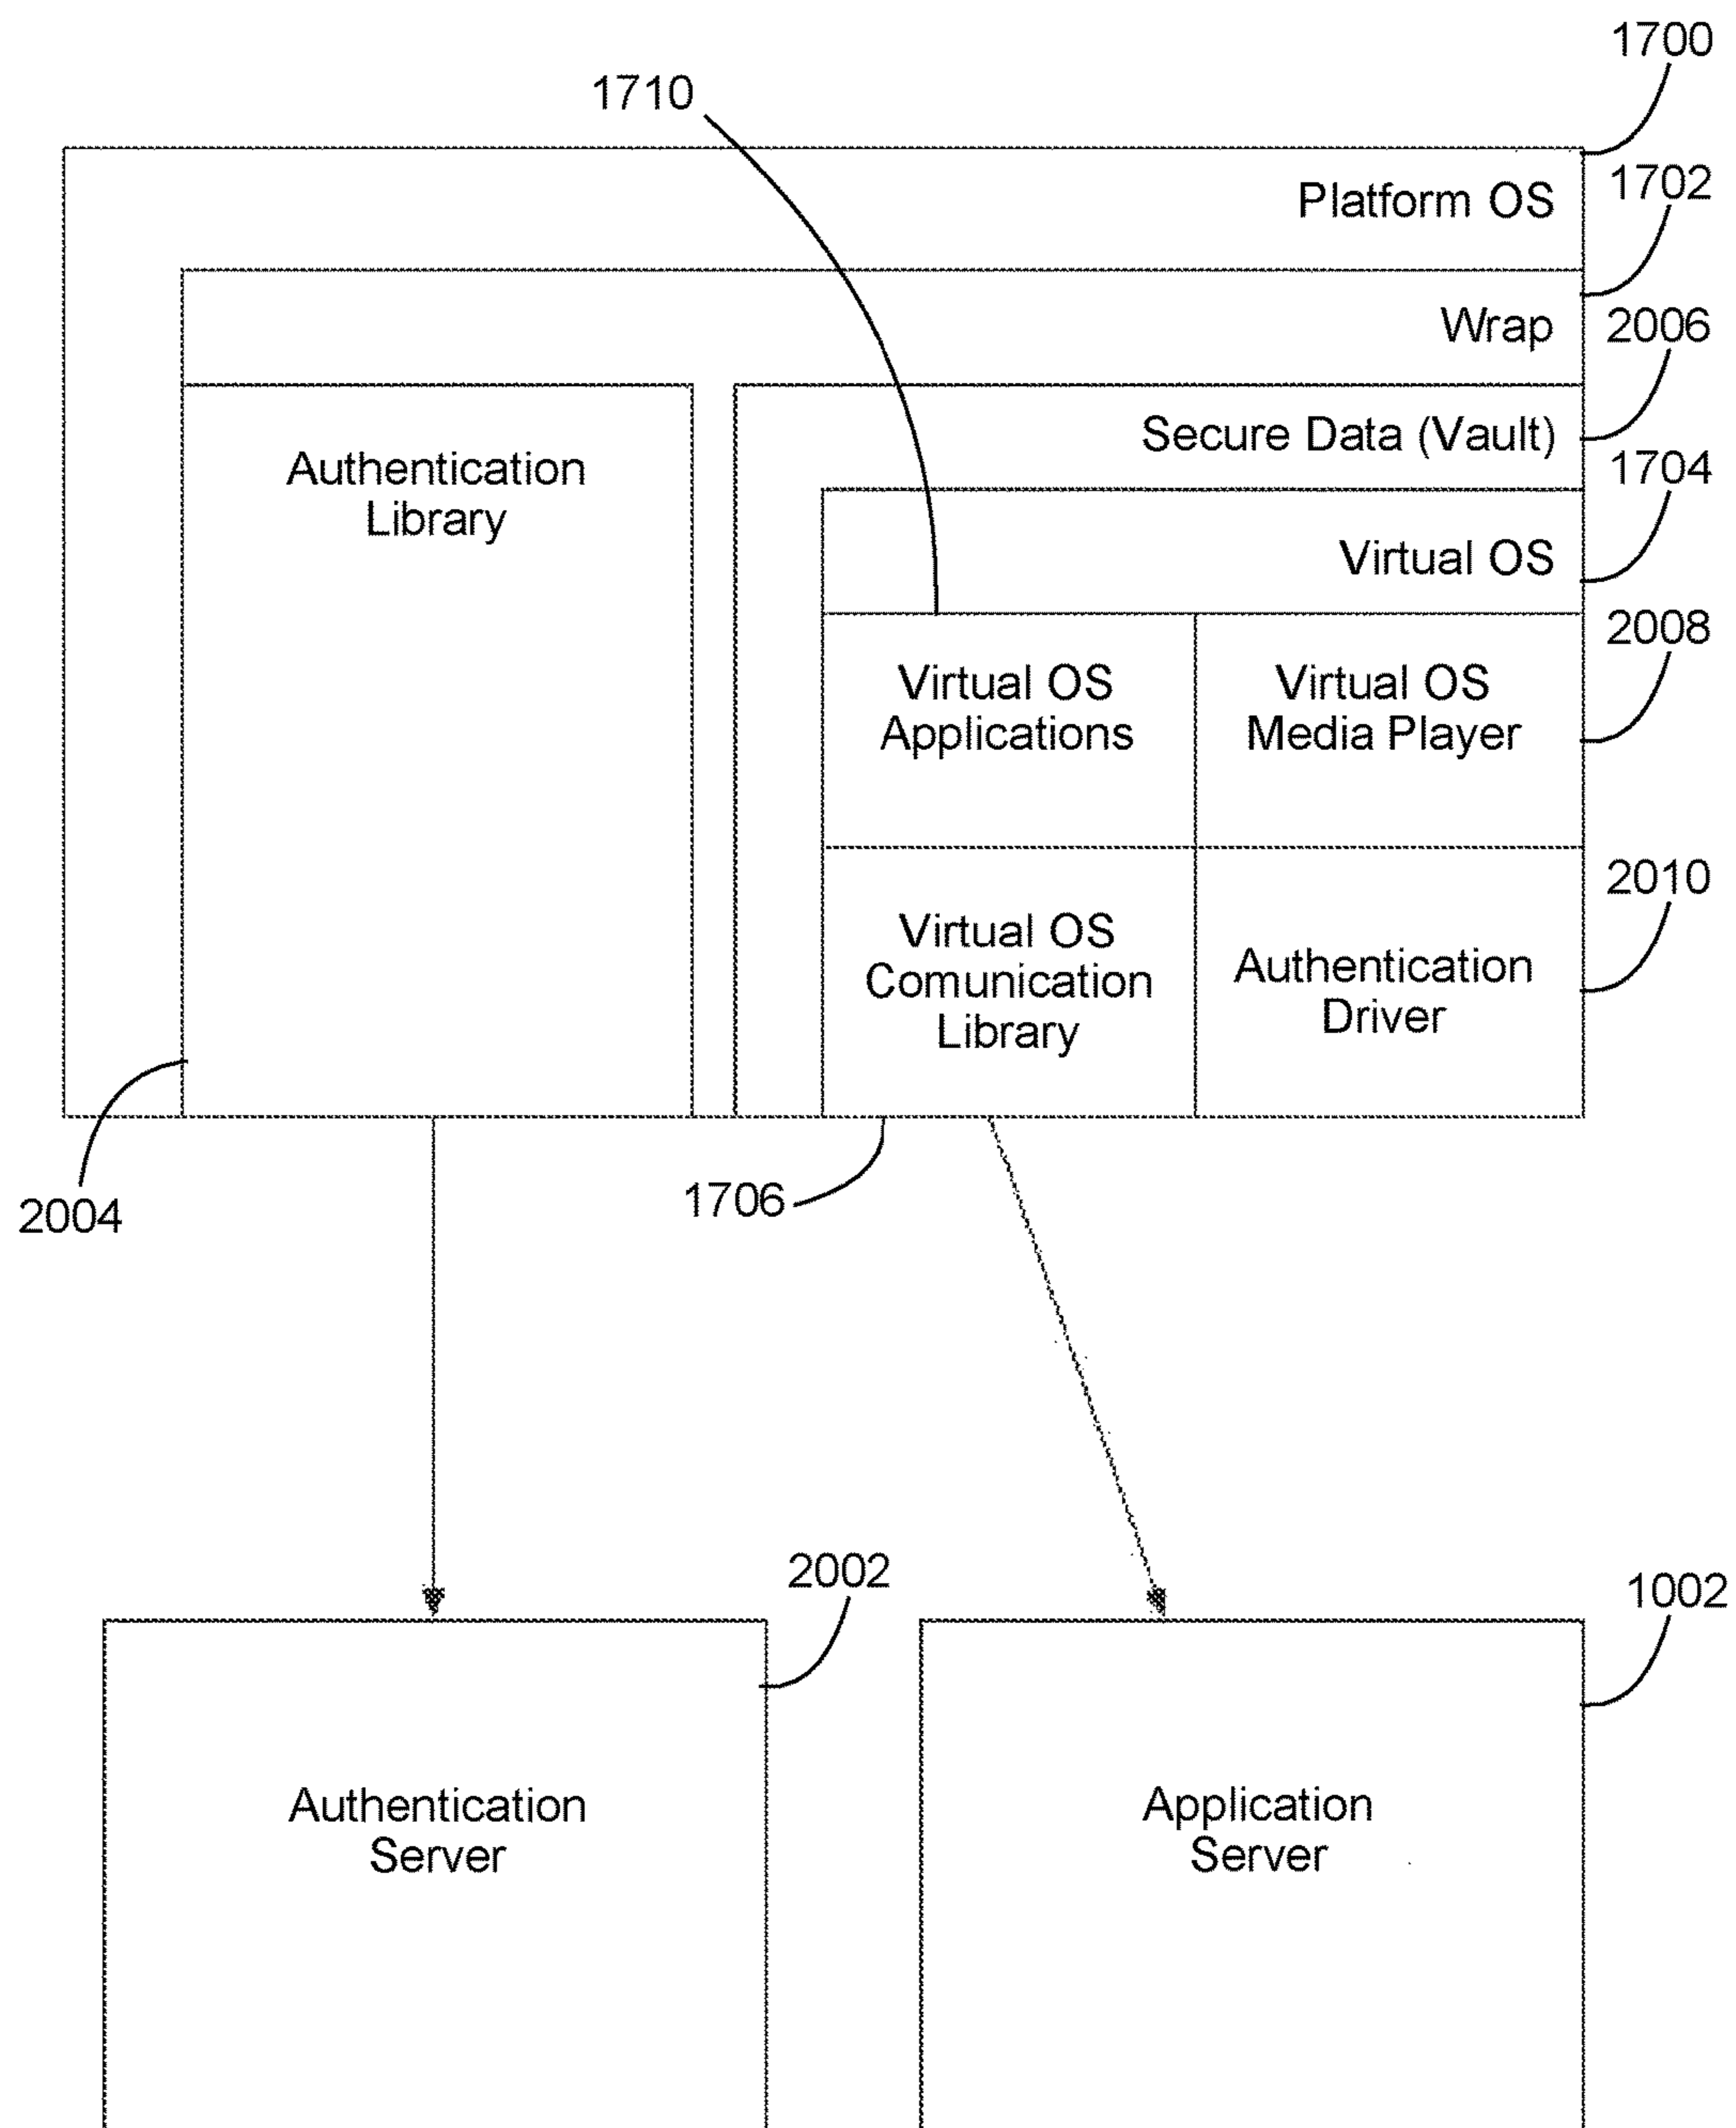 1700
1710
Platform OS
1702
Wrap
2006
Secure Data (Vault)
1704
Authentication
Library
Virtual OS
2008
Virtual OS
Applications
Virtual OS
Media Player
2010
Virtual OS
Comunication
Library
Authentication
Driver
2004
1706
2002
1002
Authentication
Server
Application
Server